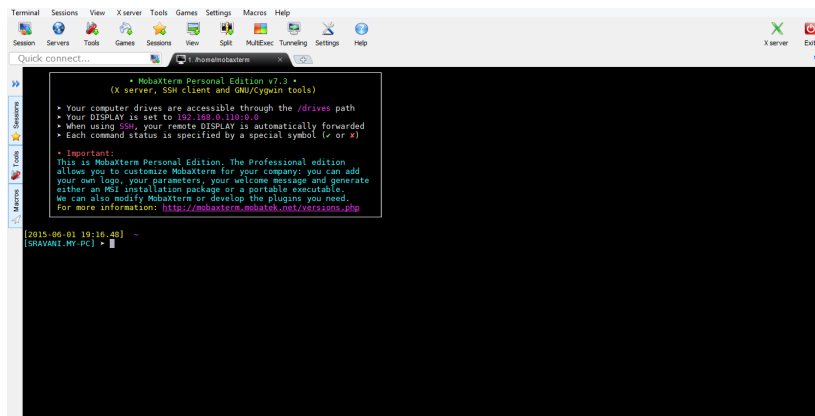 Terminal Sessions View X server Tools Games Settings Macros Help
Session Servers Tools Games Sessions View Split MultiExec Tunneling Settings Help X server Exit
Quick connect... 1. /home/mobaxterm
• MobaXterm Personal Edition v7.3 •
(X server, SSH client and GNU/Cygwin tools)
➤ Your computer drives are accessible through the /drives path
➤ Your DISPLAY is set to 192.168.0.110:0.0
➤ When using SSH, your remote DISPLAY is automatically forwarded
➤ Each command status is specified by a special symbol (✔ or ✘)
• Important:
This is MobaXterm Personal Edition. The Professional edition
allows you to customize MobaXterm for your company: you can add
your own logo, your parameters, your welcome message and generate
either an MSI installation package or a portable executable.
We can also modify MobaXterm or develop the plugins you need.
For more information: http://mobaxterm.mobatek.net/versions.php
[2015-06-01 19:16.48] ~
[SRAVANI.MY-PC] ➤
Sessions
Tools
Macros